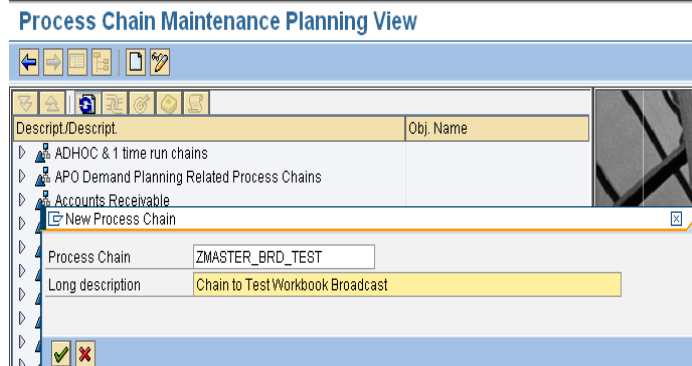 Process Chain Maintenance Planning View
Descript./Descript. Obj. Name
ADHOC & 1 time run chains
APO Demand Planning Related Process Chains
Accounts Receivable
New Process Chain
Process Chain ZMASTER_BRD_TEST
Long description Chain to Test Workbook Broadcast